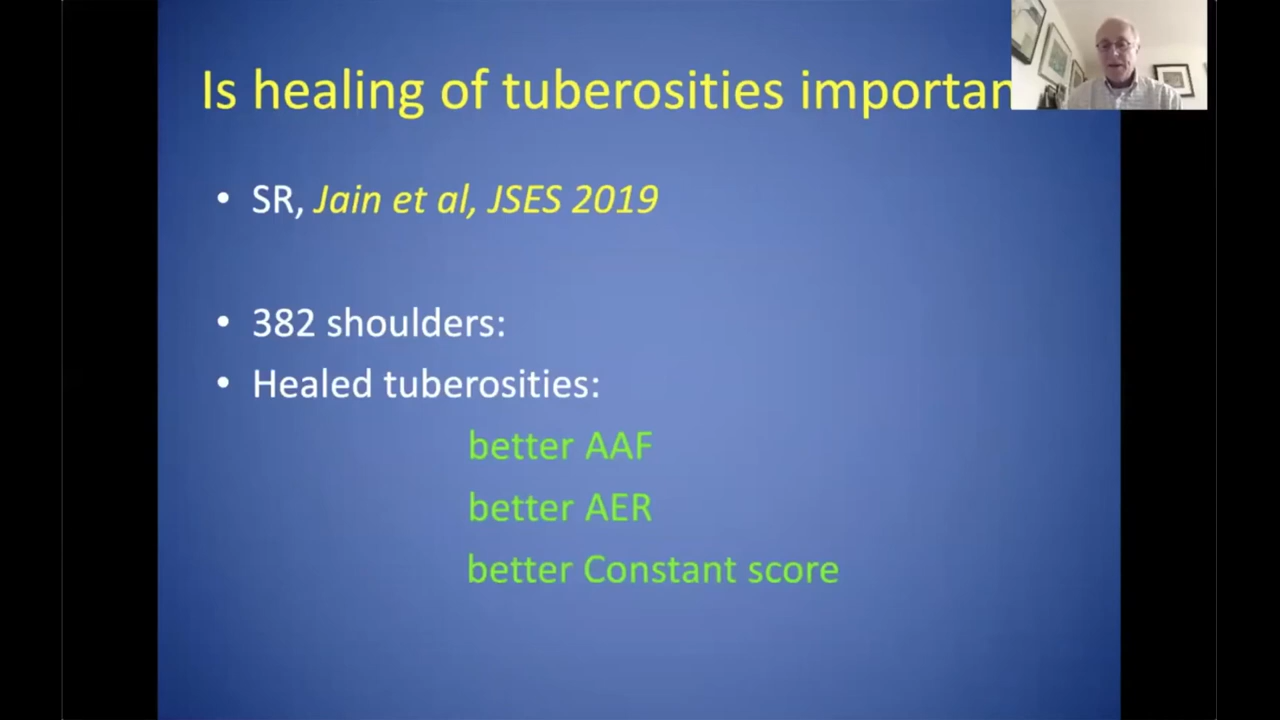 Is healing of tuberosities importan
• SR, Jain et al, JSES 2019
• 382 shoulders:
• Healed tuberosities:
better AAF
better AER
better Constant score